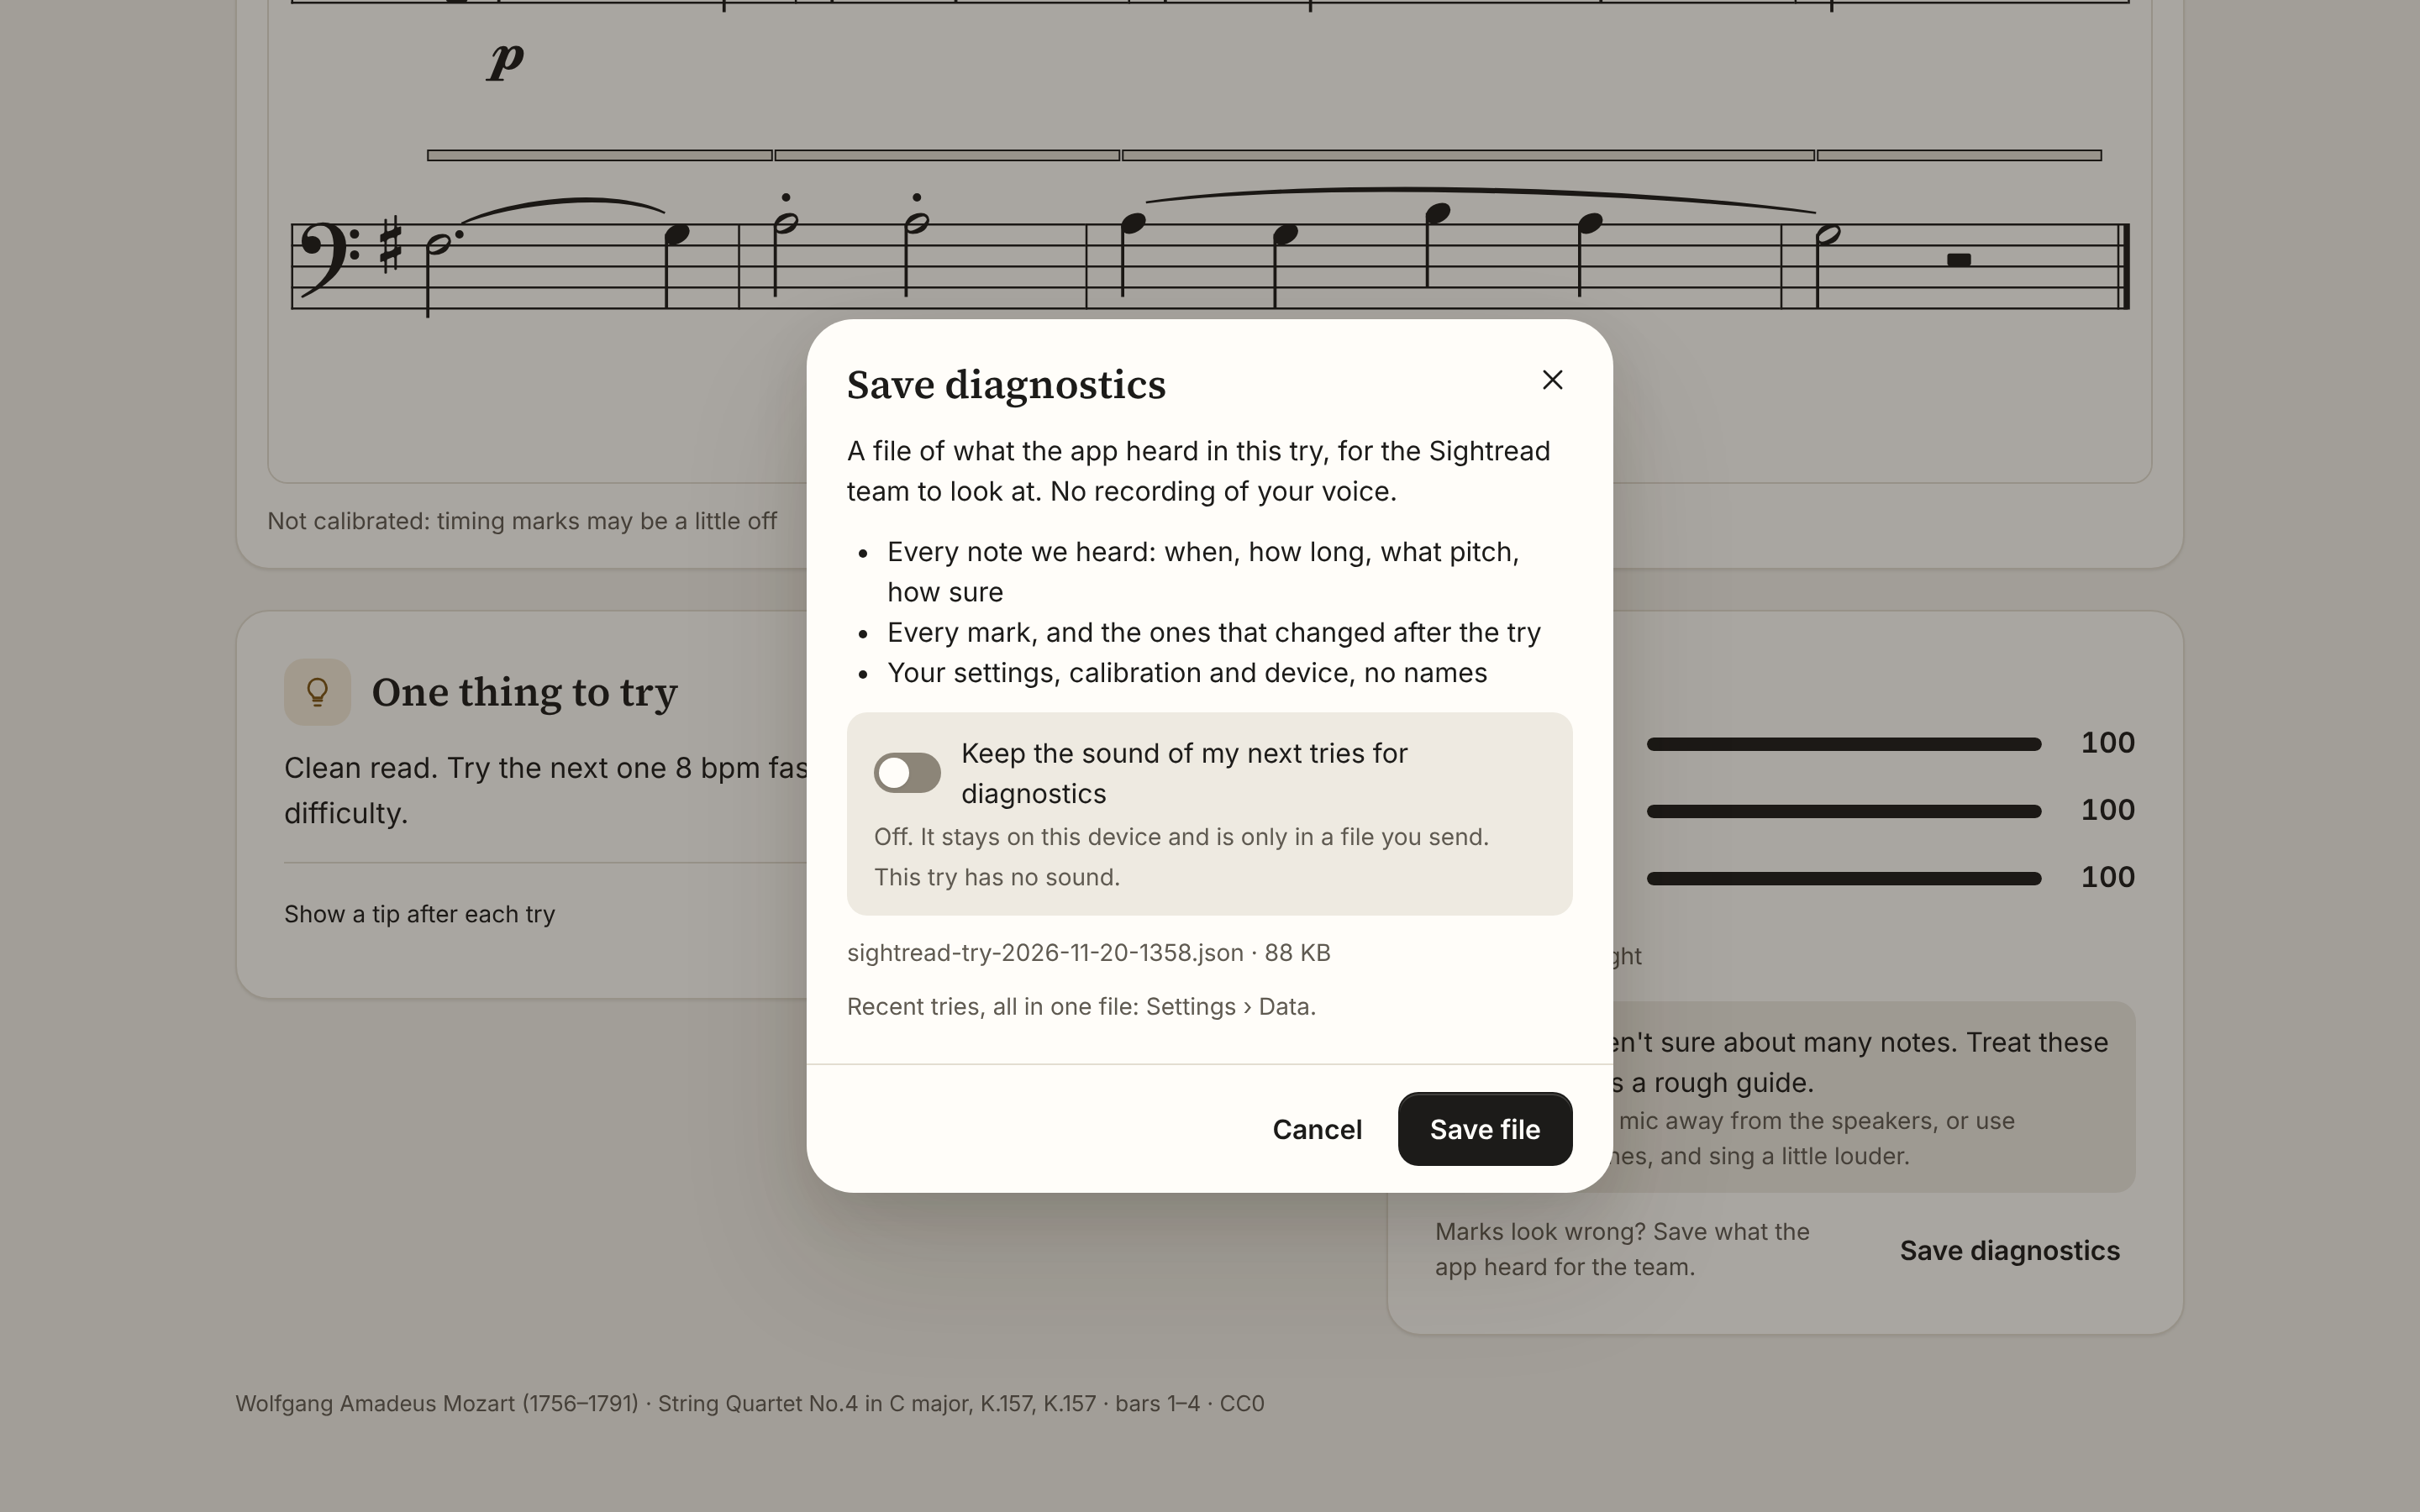 p
Save diagnostics
A file of what the app heard in this try, for the Sightread
team to look at. No recording of your voice.
• Every note we heard: when, how long, what pitch,
how sure
• Every mark, and the ones that changed after the try
• Your settings, calibration and device, no names
Keep the sound of my next tries for
diagnostics
Off. It stays on this device and is only in a file you send.
This try has no sound.
sightread-try-2026-11-20-1358.json · 88 KB
Recent tries, all in one file: Settings › Data.
Cancel
Save file
Not calibrated: timing marks may be a little off
One thing to try
Clean read. Try the next one 8 bpm
difficulty.
Show a tip after each try
100
100
100
sure about many notes. Treat these
a rough guide.
mic away from the speakers, or use
and sing a little louder.
Marks look wrong? Save what the
app heard for the team.
Save diagnostics
Wolfgang Amadeus Mozart (1756–1791) · String Quartet No.4 in C major, K.157, K.157 · bars 1–4 · CC0